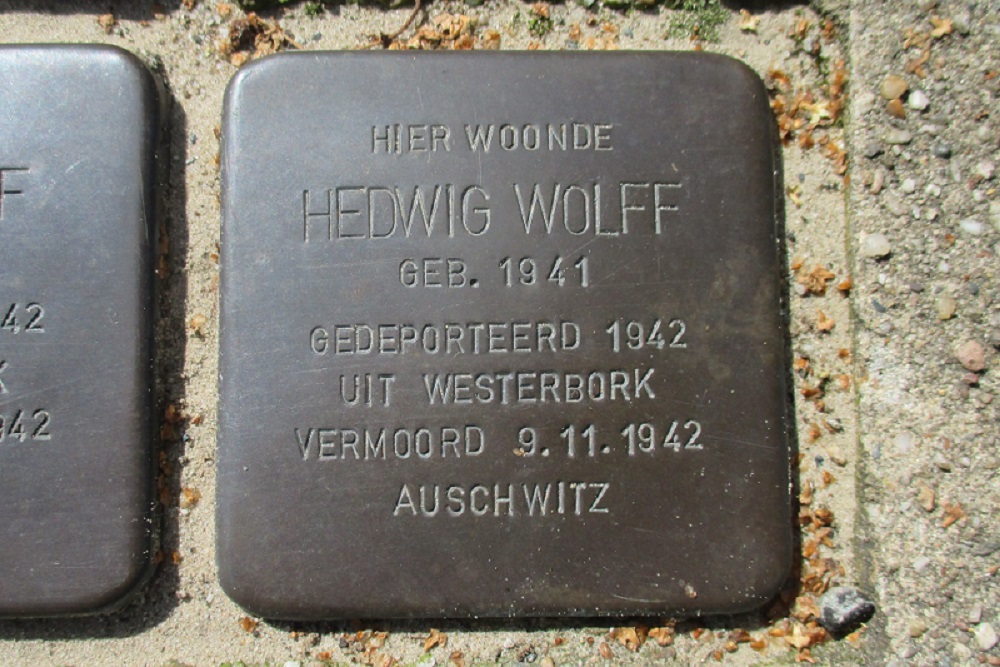 HIER WOONDE
HEDWIG WOLFF
GEB. 1941
GEDEPORTEERD 1942
UIT WESTERBORK
VERMOORD 9.11.1942
AUSCHWITZ